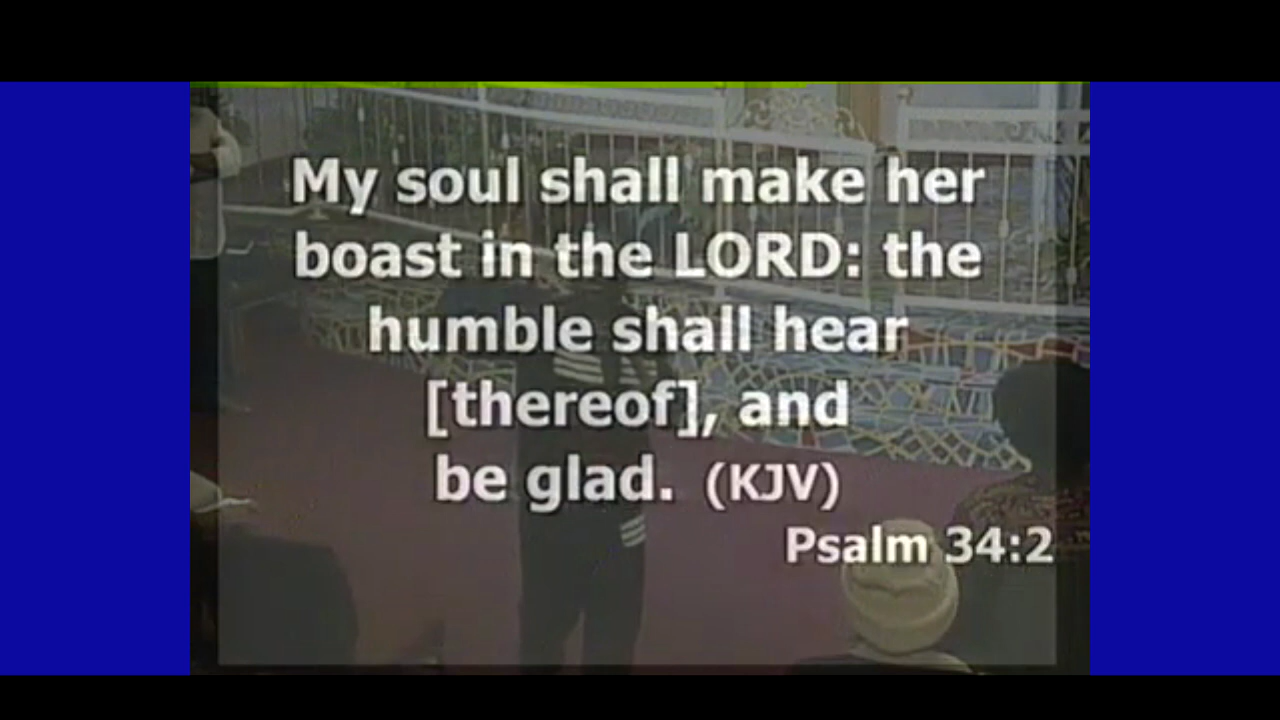 My soul shall make her
boast in the LORD: the
humble shall hear
[thereof], and
be glad. (KJV)
Psalm 34:2